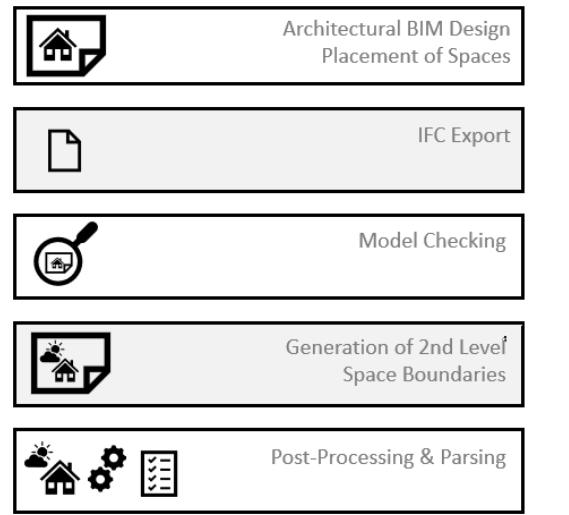 Architectural BIM Design
Placement of Spaces
IFC Export
Model Checking
Generation of 2nd Level
Space Boundaries
Post-Processing & Parsing